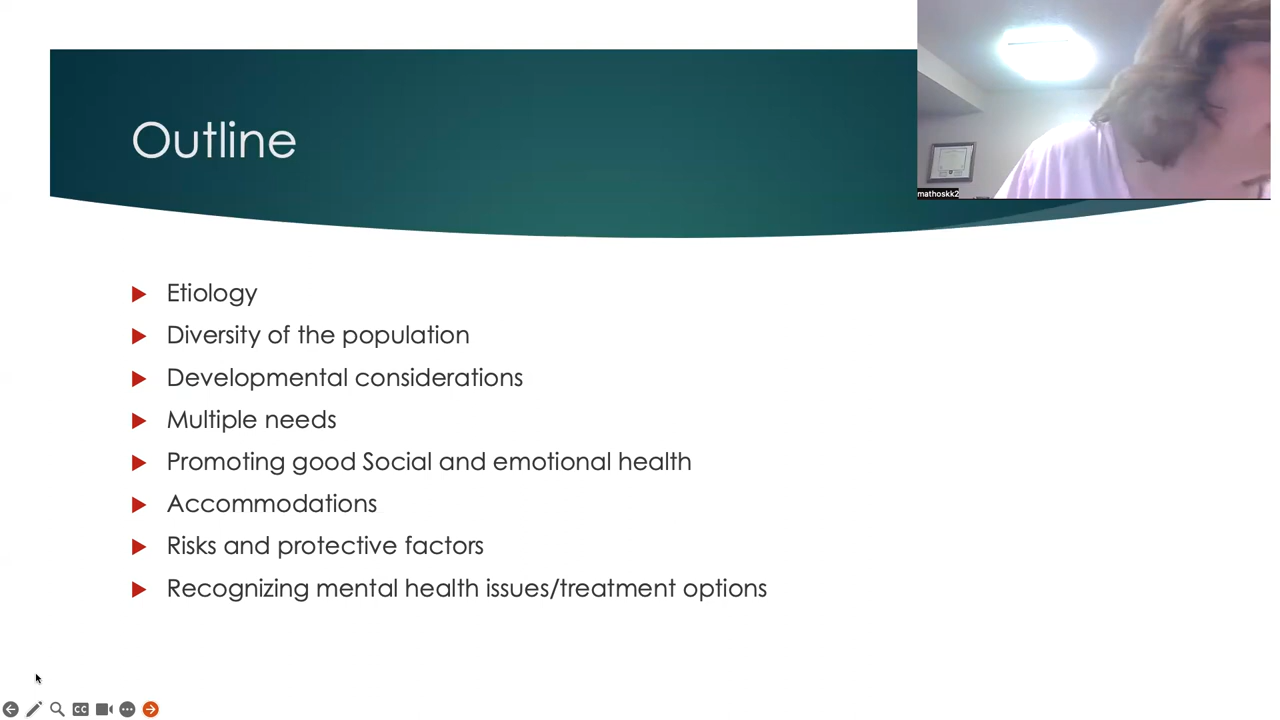 Outline
mathoskk2
Etiology
Diversity of the population
Developmental considerations
Multiple needs
Promoting good Social and emotional health
Accommodations
Risks and protective factors
Recognizing mental health issues/treatment options
CC